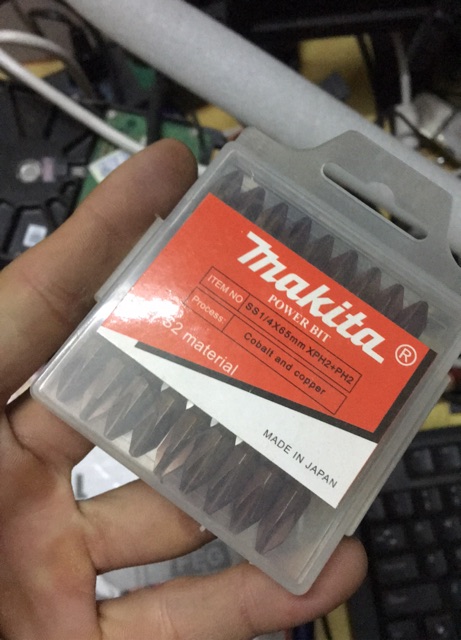 makita®
POWER BIT
ITEM NO SS1/4X65mm XPH2+PH2
Process Cobalt and copper
S2 material
MADE IN JAPAN